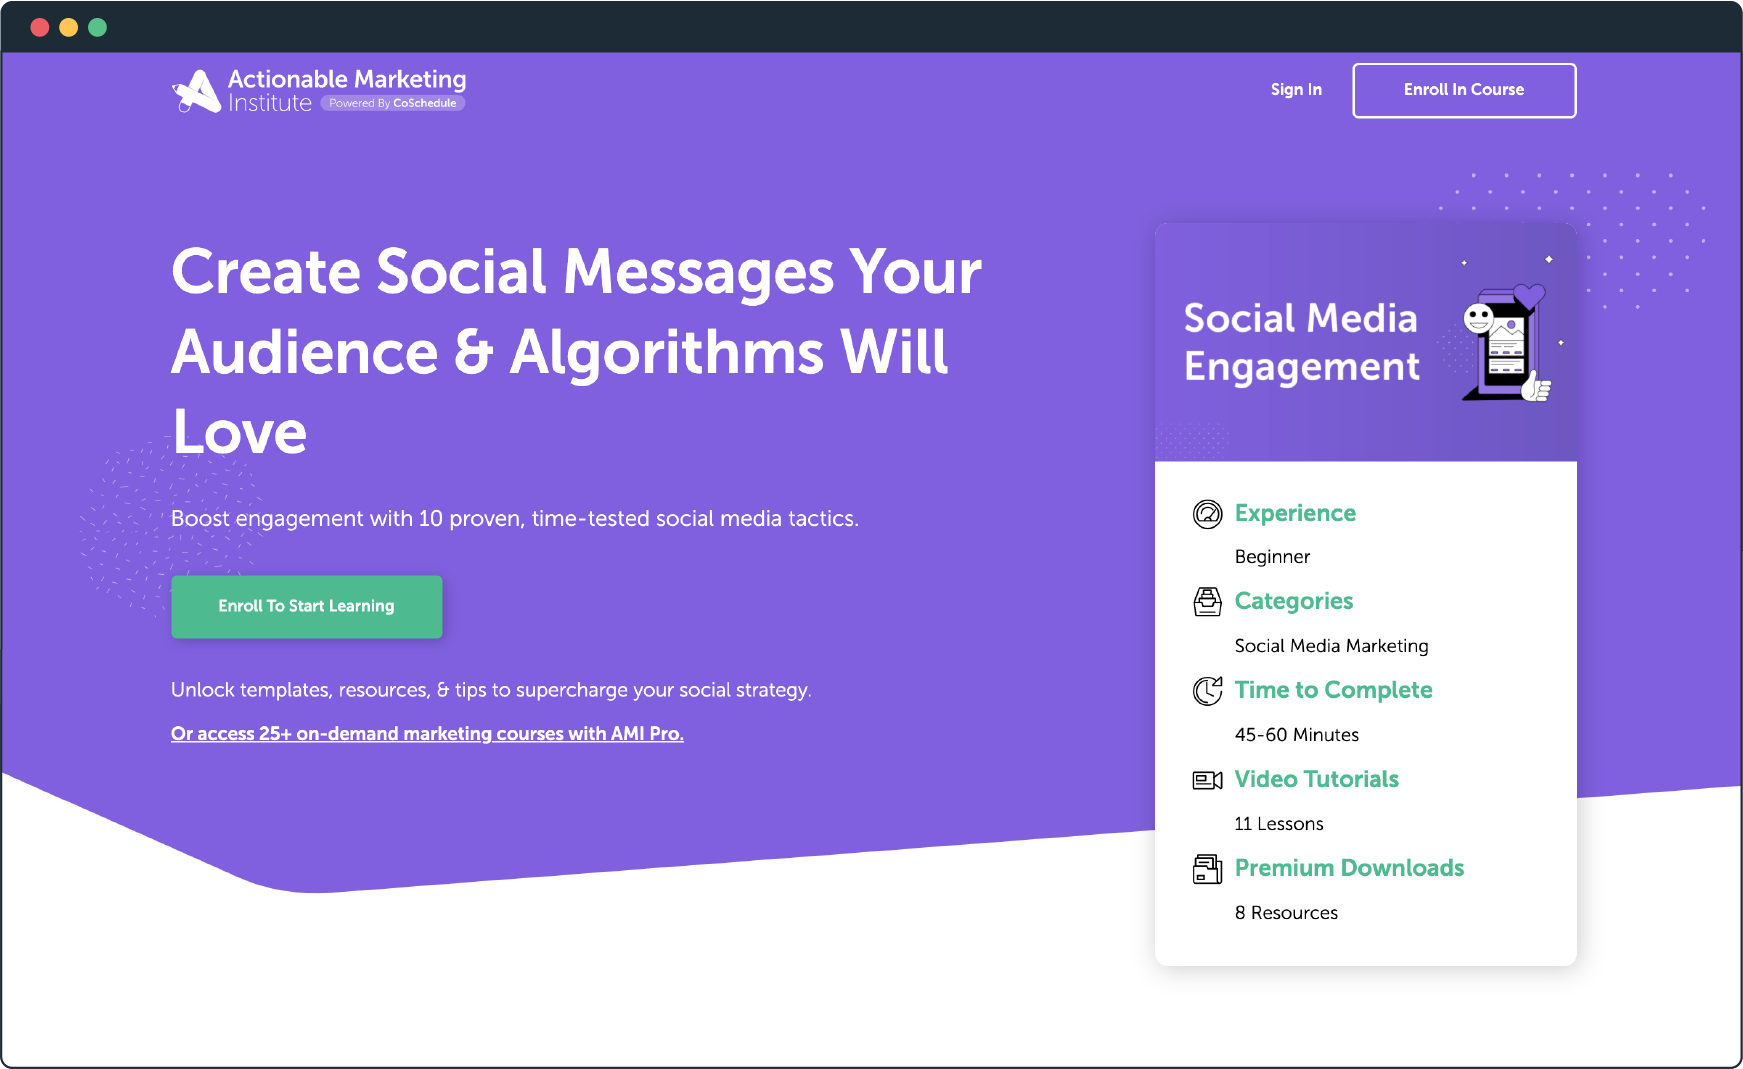 Actionable Marketing
Institute Powered By CoSchedule
Sign In
Enroll In Course
Create Social Messages Your
Audience & Algorithms Will
Love
Boost engagement with 10 proven, time-tested social media tactics.
Enroll To Start Learning
Unlock templates, resources, & tips to supercharge your social strategy.
Or access 25+ on-demand marketing courses with AMI Pro.
Social Media
Engagement
Experience
Beginner
Categories
Social Media Marketing
Time to Complete
45-60 Minutes
Video Tutorials
11 Lessons
Premium Downloads
8 Resources